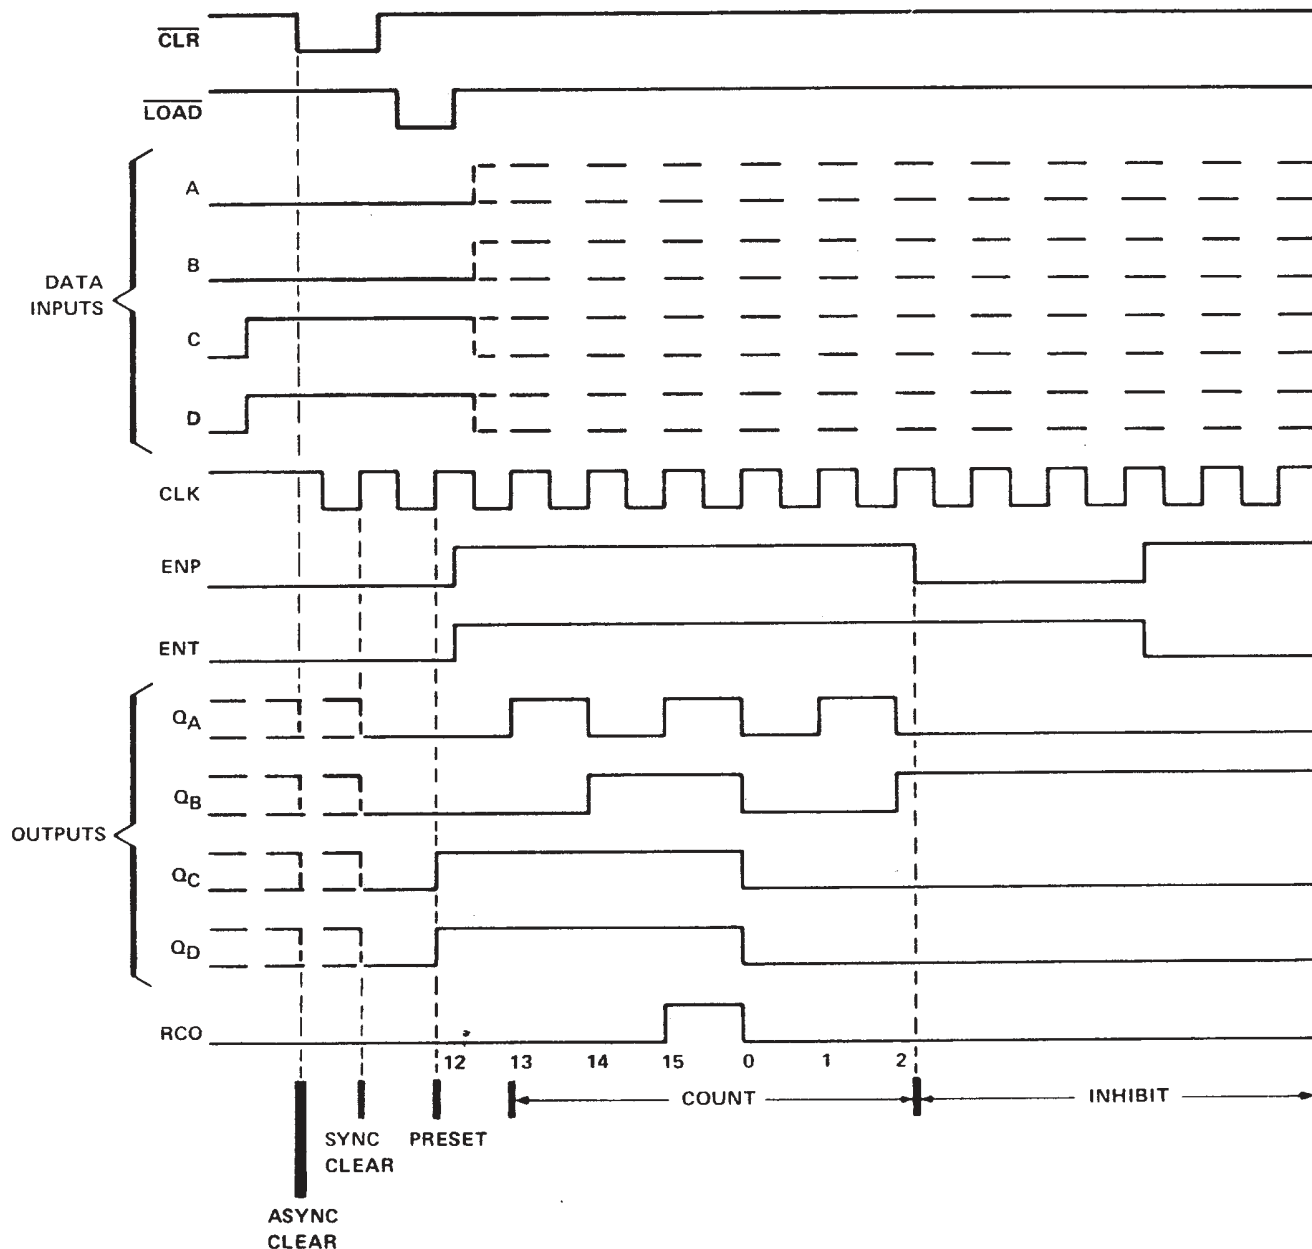 CLR
LOAD
A
B
DATA
INPUTS
C
D
CLK
ENP
ENT
QA
QB
OUTPUTS
QC
QD
RCO
12 13 14 15 0 1 2
COUNT INHIBIT
SYNC
CLEAR
PRESET
ASYNC
CLEAR